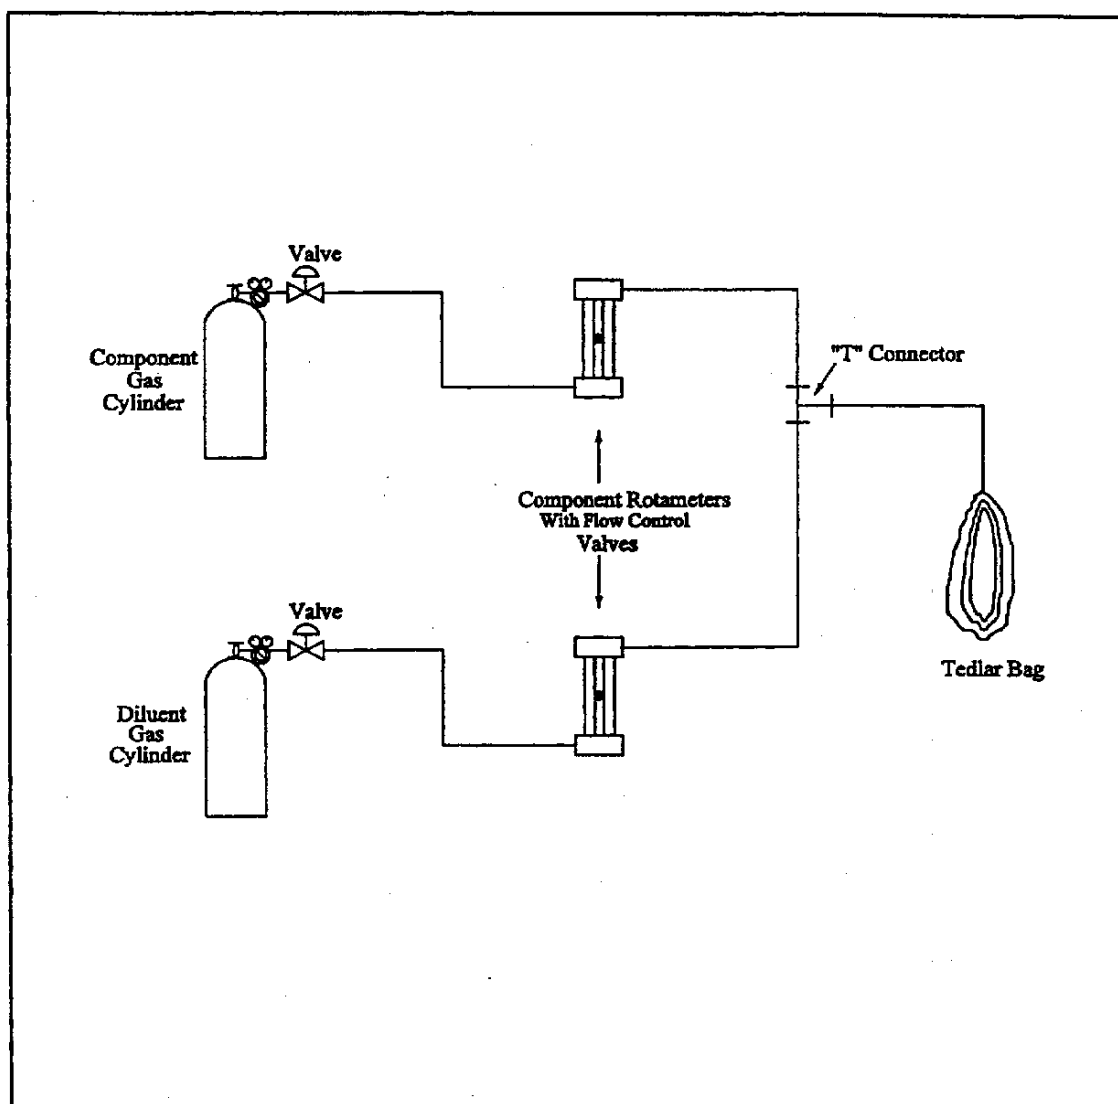 Valve
Component
Gas
Cylinder
"T" Connector
Component Rotameters
With Flow Control
Valves
Valve
Diluent
Gas
Cylinder
Tedlar Bag